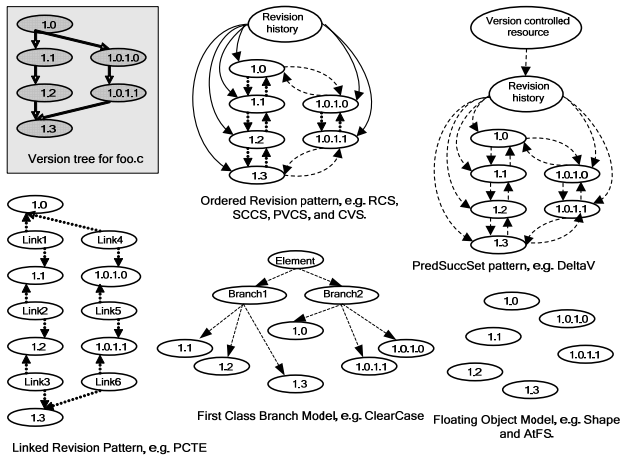 1.0
1.1
1.0.1.0
1.2
1.0.1.1
1.3
Version tree for foo.c
Revision
history
1.0
1.1
1.0.1.0
1.2
1.0.1.1
1.3
Ordered Revision pattern, e.g. RCS,
SCCS, PVCS, and CVS.
Version controlled
resource
Revision
history
1.0
1.1
1.0.1.0
1.2
1.0.1.1
1.3
PredSuccSet pattern, e.g. DeltaV
1.0
Link1
Link4
1.1
1.0.1.0
Link2
Link5
1.2
1.0.1.1
Link3
Link6
1.3
Linked Revision Pattern, e.g. PCTE
Element
Branch1
Branch2
1.0
1.1
1.0.1.0
1.2
1.0.1.1
1.3
First Class Branch Model, e.g. ClearCase
1.0
1.0.1.0
1.1
1.0.1.1
1.2
1.3
Floating Object Model, e.g. Shape
and AtFS.